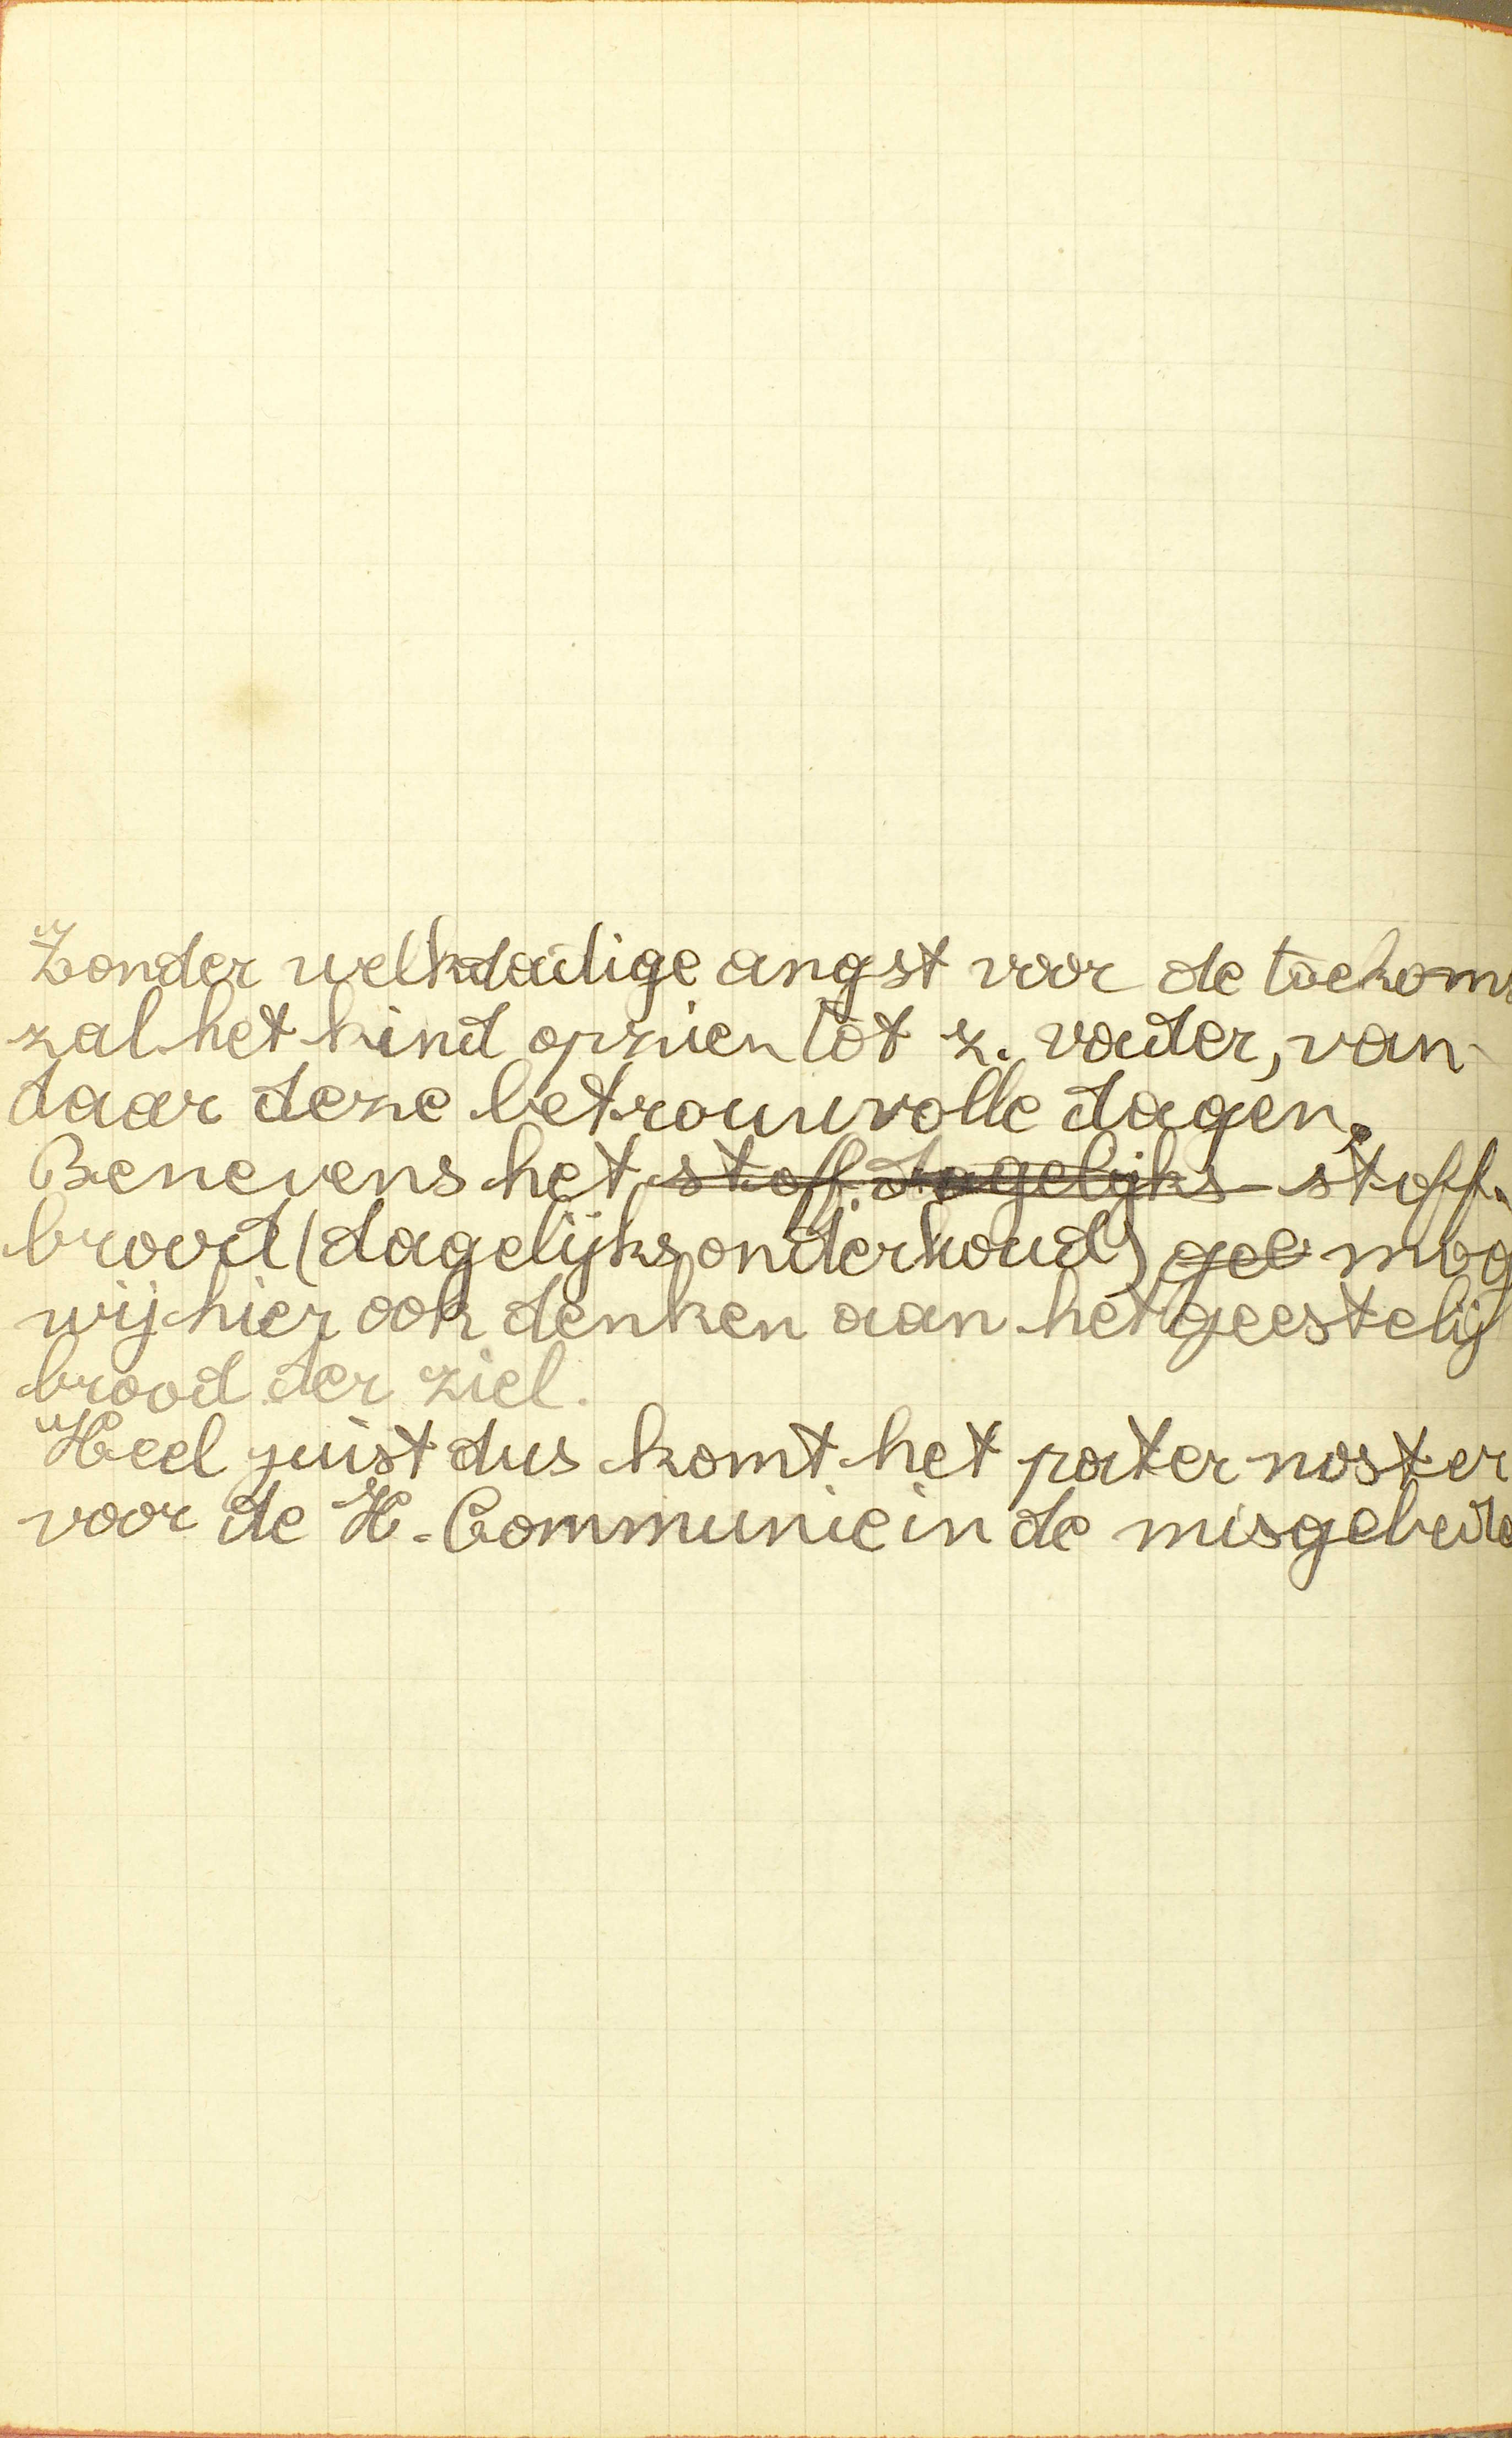 Zonder welkdadige angst voor de toekoms
zal het kind opzien tot z. vader, van
daar deze betrouwvolle dagen.
Benevens het stoff. dagelijks stoff.
brood (dagelijks onderhoud) gee mog
wij hier ook denken aan het geestelij
brood der ziel.
Heel juist dus komt het pater noster
voor de H. Communie in de misgebede